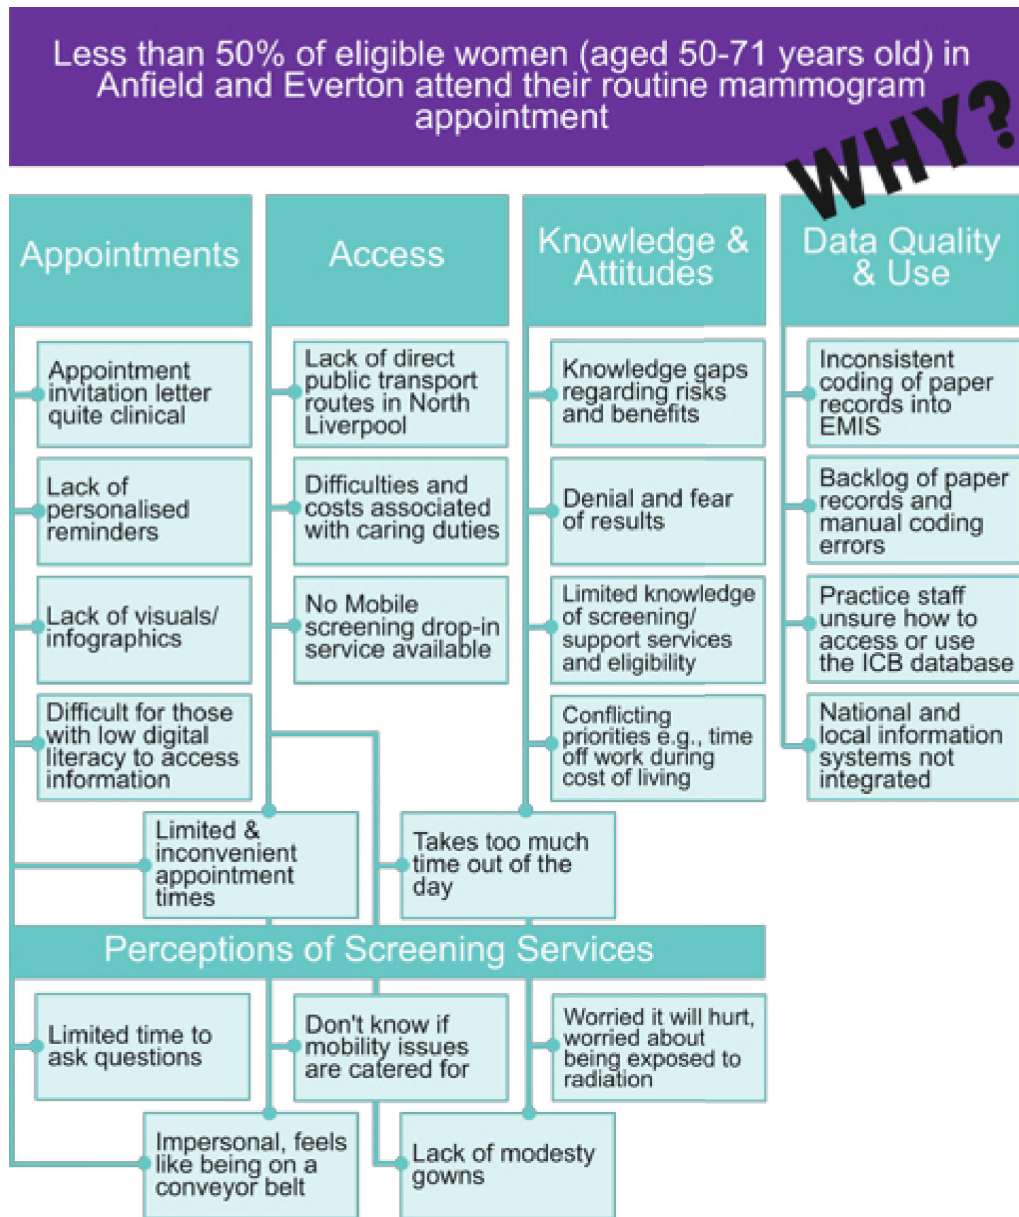 Less than 50% of eligible women (aged 50-71 years old) in
Anfield and Everton attend their routine mammogram
appointment
WHY?
Appointments
Appointment
invitation letter
quite clinical
Lack of
personalised
reminders
Lack of visuals/
infographics
Difficult for those
with low digital
literacy to access
information
Access
Lack of direct
public transport
routes in North
Liverpool
Difficulties and
costs associated
with caring duties
No Mobile
screening drop-in
service available
Knowledge &
Attitudes
Knowledge gaps
regarding risks
and benefits
Denial and fear
of results
Limited knowledge
of screening/
support services
and eligibility
Conflicting
priorities e.g., time
off work during
cost of living
Data Quality
& Use
Inconsistent
coding of paper
records into
EMIS
Backlog of paper
records and
manual coding
errors
Practice staff
unsure how to
access or use
the ICB database
National and
local information
systems not
integrated
Limited &
inconvenient
appointment
times
Takes too much
time out of the
day
Perceptions of Screening Services
Limited time to
ask questions
Don't know if
mobility issues
are catered for
Worried it will hurt,
worried about
being exposed to
radiation
Impersonal, feels
like being on a
conveyor belt
Lack of modesty
gowns